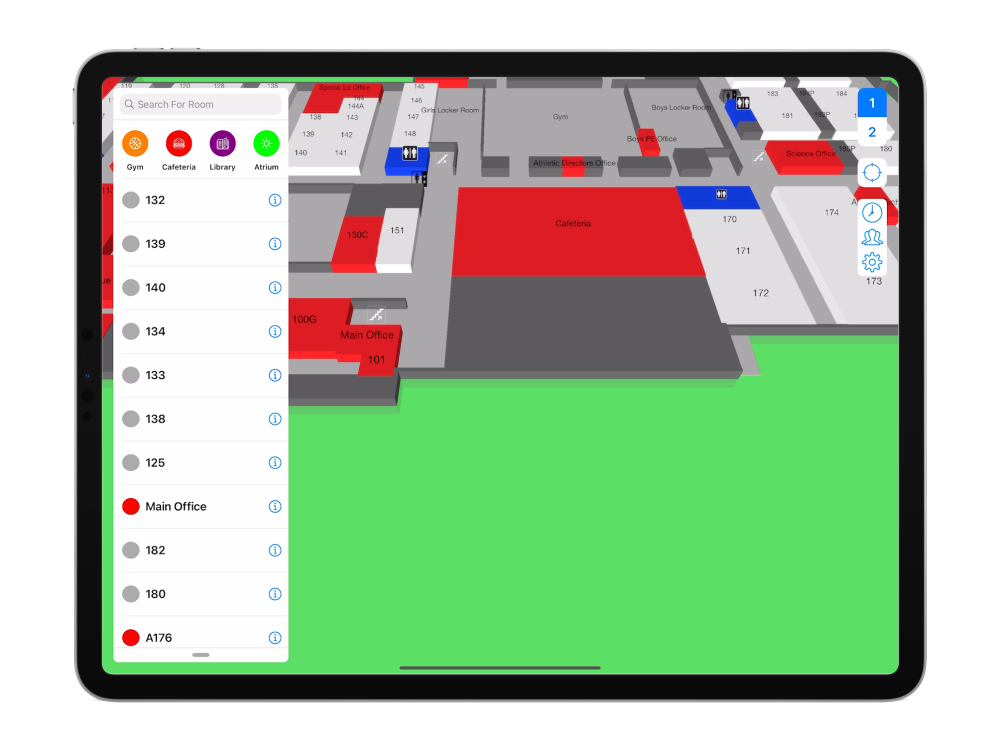 Search For Room
Gym
Cafeteria
Library
Atrium
132
139
140
134
133
138
125
Main Office
182
180
A176
119
120
128
135
Special Ed Office
144
144A
138
143
139
142
140
141
145
146
147
148
Girls Locker Room
Gym
Boys Locker Room
Boys PE Office
Athletic Directors Office
183
184
181
Science Office
180
130C
151
Cafeteria
170
171
172
174
173
100G
Main Office
101
1
2